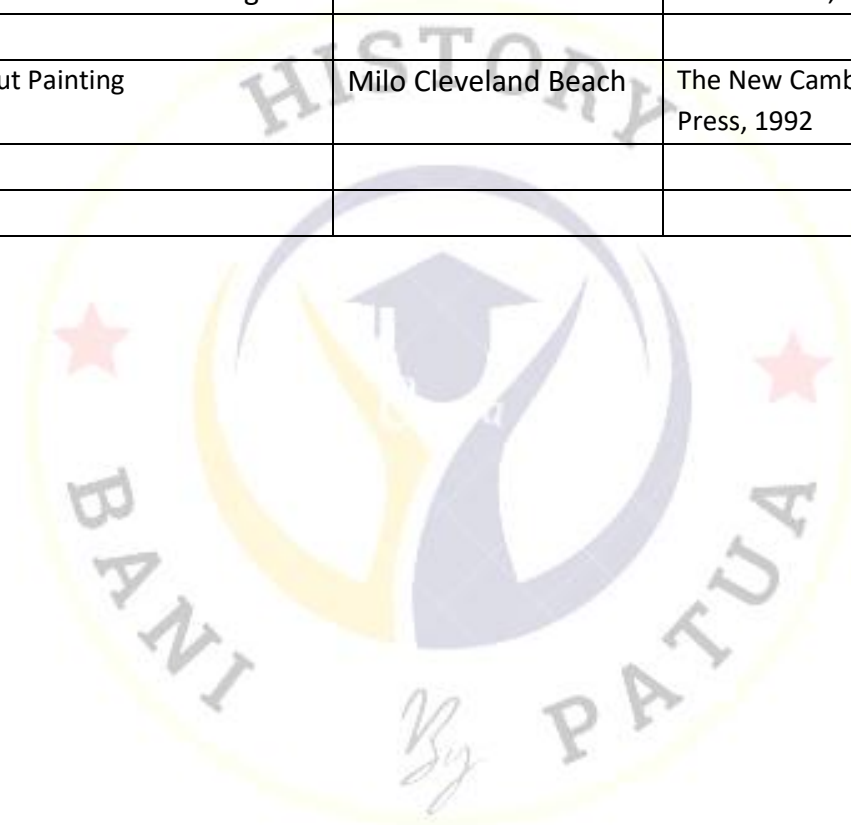 ut Painting
Milo Cleveland Beach
The New Camb
Press, 1992
HISTORY
BANI
By
PATUA